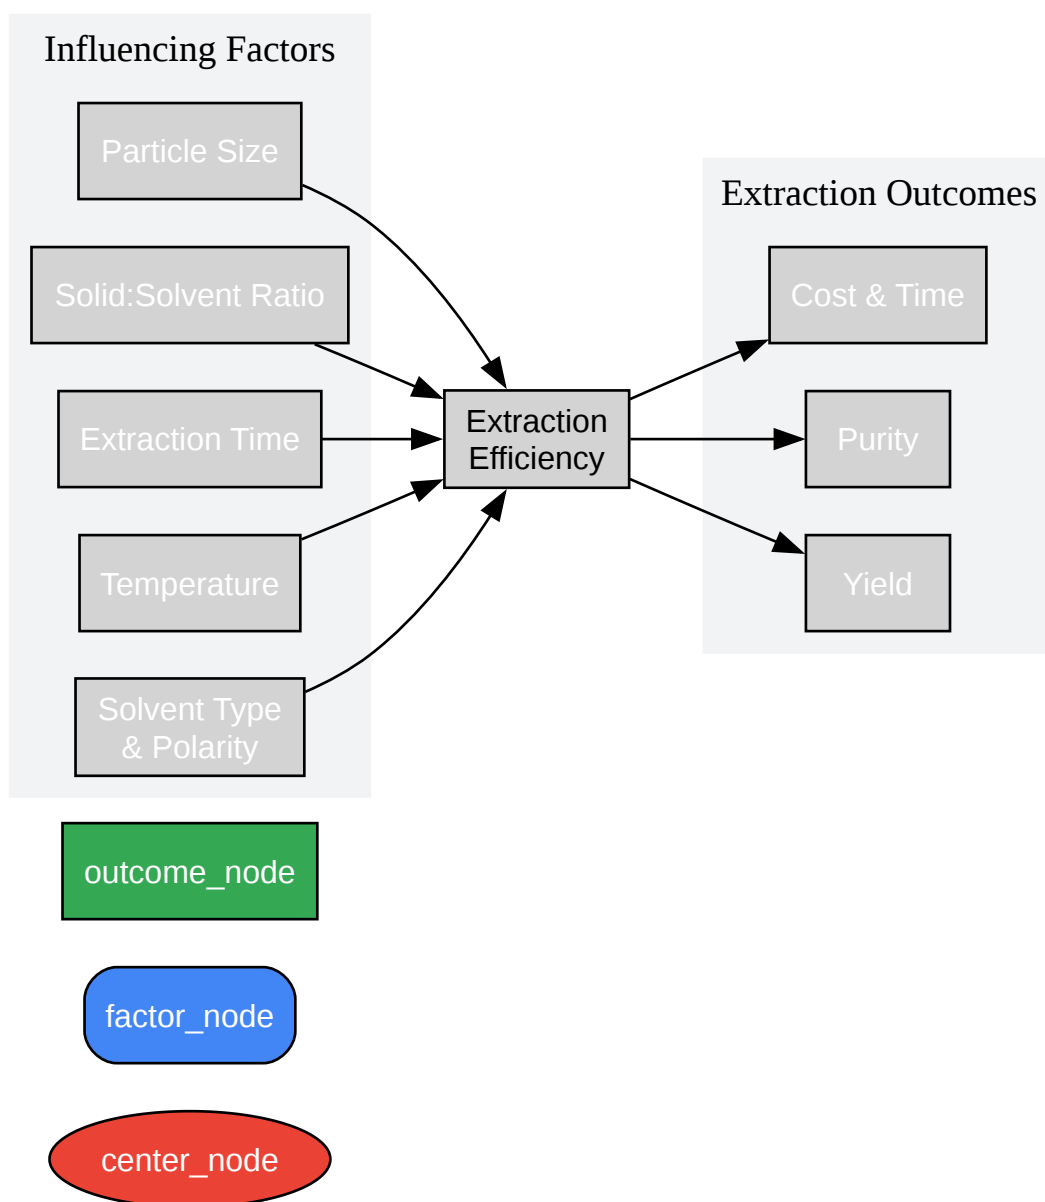 Influencing Factors
Particle Size
Solid:Solvent Ratio
Extraction Time
Temperature
Solvent Type
& Polarity
Extraction
Efficiency
Extraction Outcomes
Cost & Time
Purity
Yield
outcome_node
factor_node
center_node